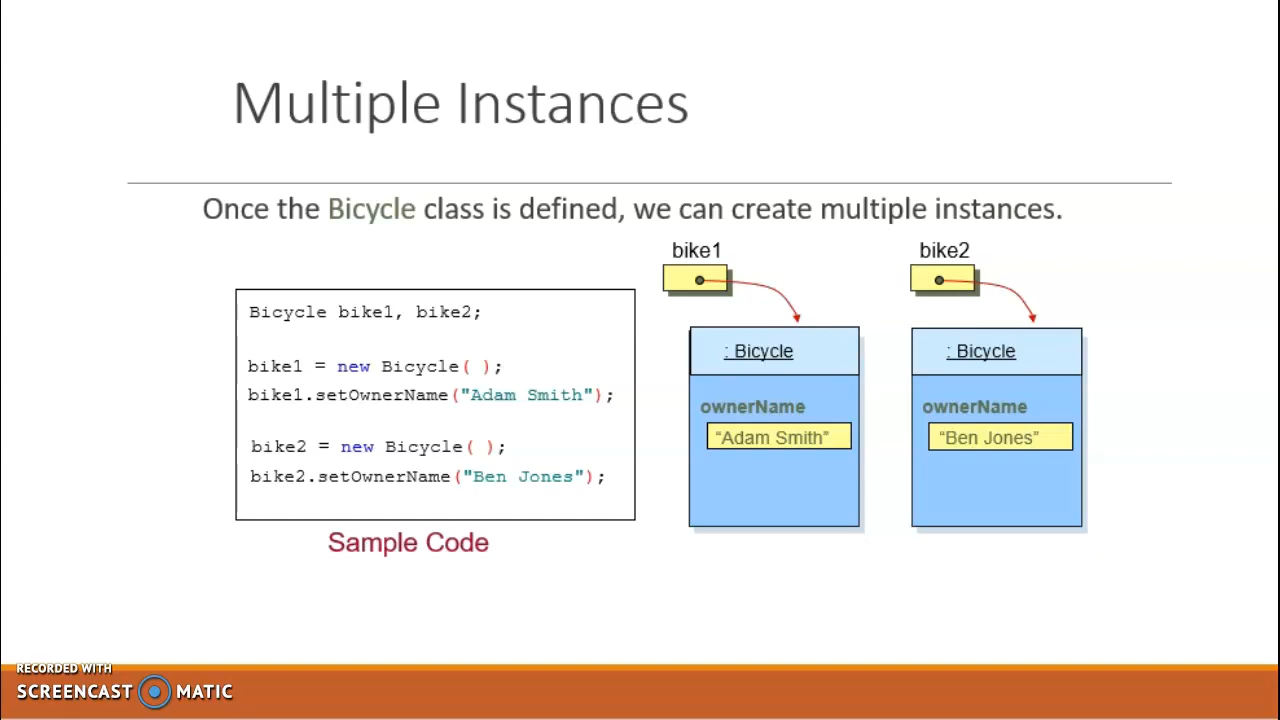 Multiple Instances
Once the Bicycle class is defined, we can create multiple instances.
Bicycle bike1, bike2;
bike1 = new Bicycle( );
bike1.setOwnerName("Adam Smith");
bike2 = new Bicycle( );
bike2.setOwnerName("Ben Jones");
Sample Code
bike1
: Bicycle
ownerName
“Adam Smith”
bike2
: Bicycle
ownerName
“Ben Jones”
RECORDED WITH
SCREENCAST MATIC